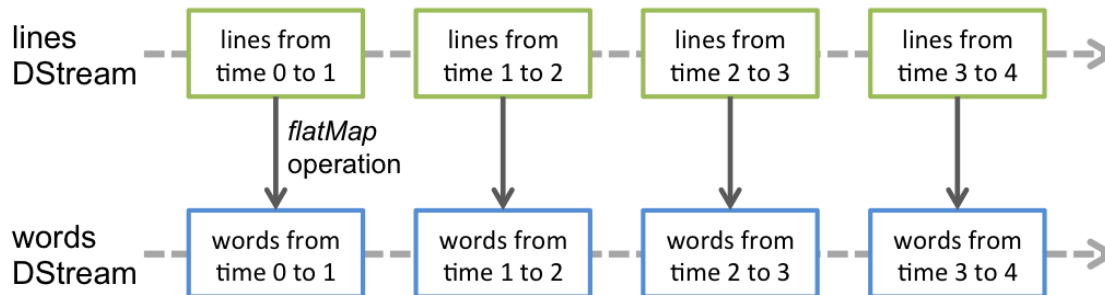 lines
DStream
lines from
time 0 to 1
lines from
time 1 to 2
lines from
time 2 to 3
lines from
time 3 to 4
flatMap
operation
words
DStream
words from
time 0 to 1
words from
time 1 to 2
words from
time 2 to 3
words from
time 3 to 4